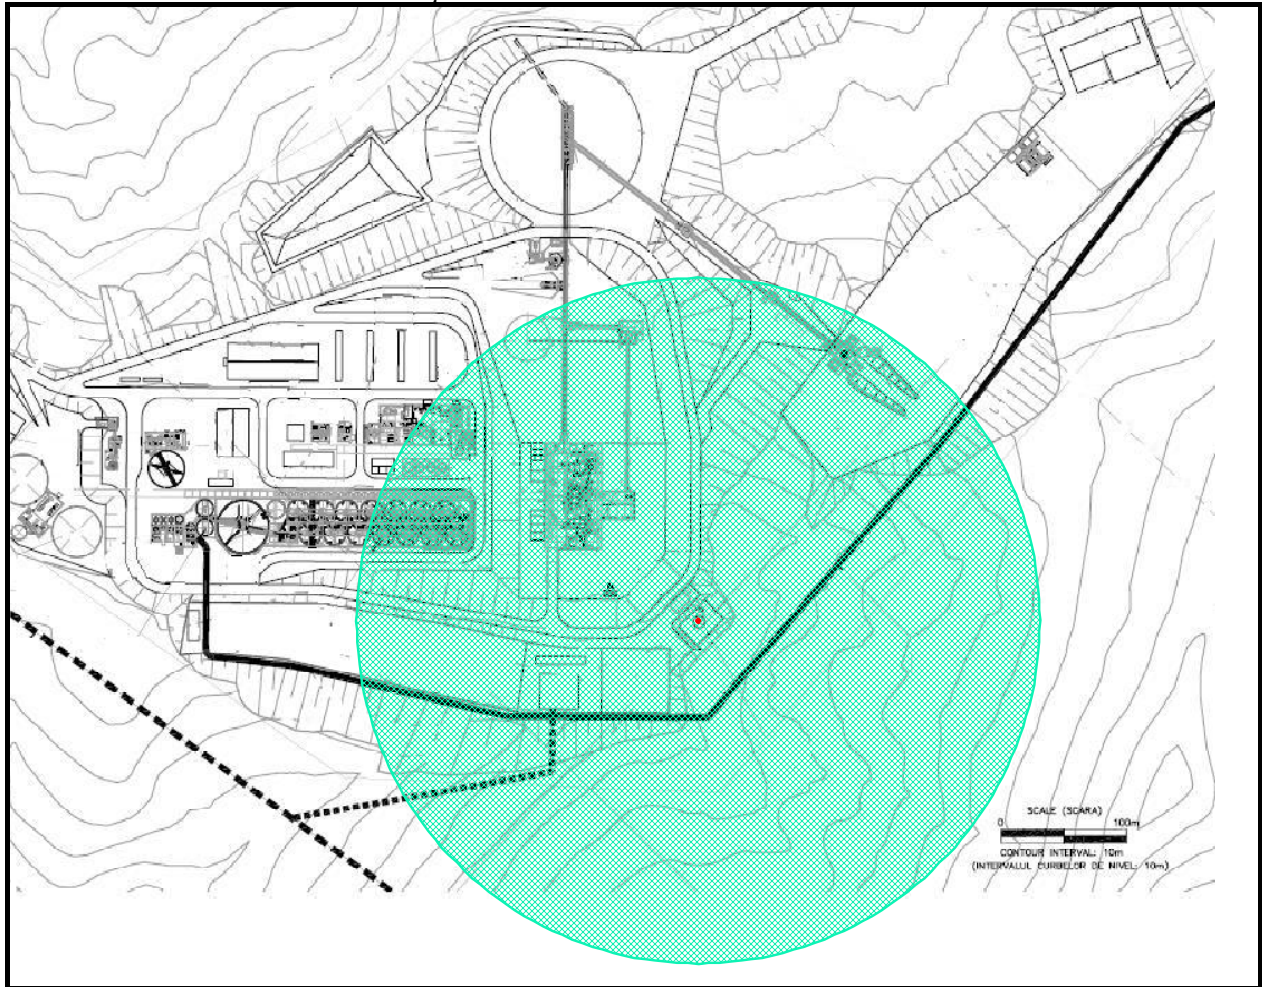 SCALE (SCARA)
0 100m
CONTOUR INTERVAL: 10m
(INTERVALUL CURBELOR DE NIVEL: 10m)